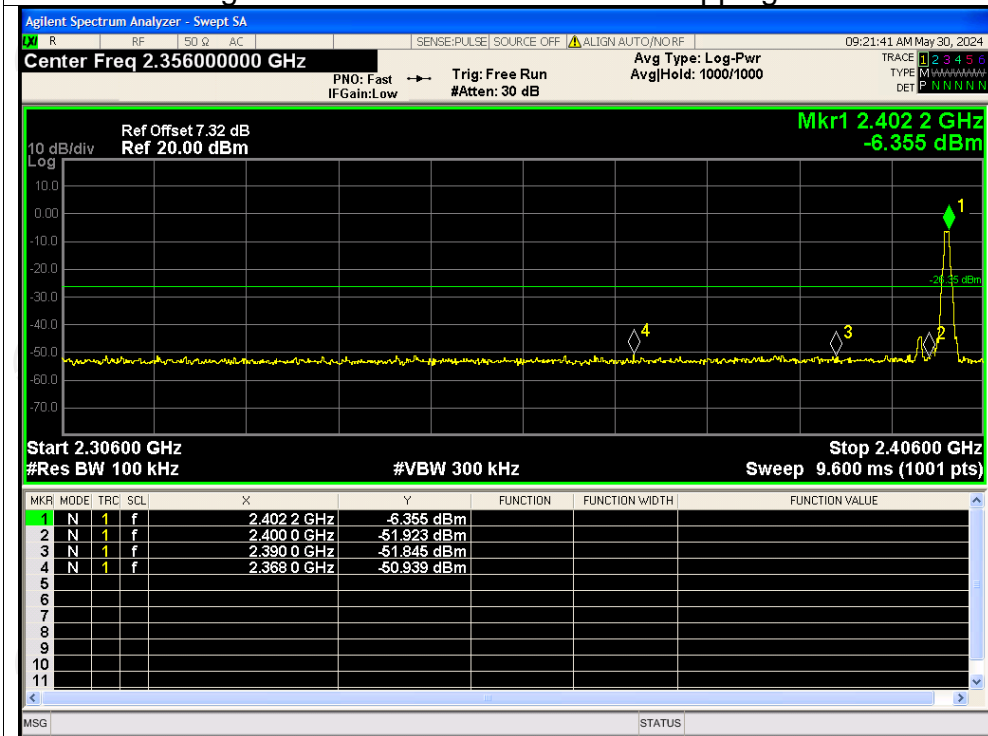 Agilent Spectrum Analyzer - Swept SA
LXI R RF 50 Ω AC SENSE:PULSE SOURCE OFF ALIGN AUTO/NO RF 09:21:41 AM May 30, 2024
Center Freq 2.356000000 GHz
PNO: Fast
IFGain:Low
Trig: Free Run
#Atten: 30 dB
Avg Type: Log-Pwr
Avg|Hold: 1000/1000
TRACE 1 2 3 4 5 6
TYPE M
DET P N N N N N
Mkr1 2.402 2 GHz
-6.355 dBm
Ref Offset 7.32 dB
10 dB/div Ref 20.00 dBm
Log
10.0
0.00
-10.0
-20.0
-30.0
-40.0
-50.0
-60.0
-70.0
1
-26.35 dBm
4
3
2
Start 2.30600 GHz Stop 2.40600 GHz
#Res BW 100 kHz #VBW 300 kHz Sweep 9.600 ms (1001 pts)
MKR MODE TRC SCL X Y FUNCTION FUNCTION WIDTH FUNCTION VALUE
1 N 1 f 2.402 2 GHz -6.355 dBm
2 N 1 f 2.400 0 GHz -51.923 dBm
3 N 1 f 2.390 0 GHz -51.845 dBm
4 N 1 f 2.368 0 GHz -50.939 dBm
5
6
7
8
9
10
11
MSG STATUS